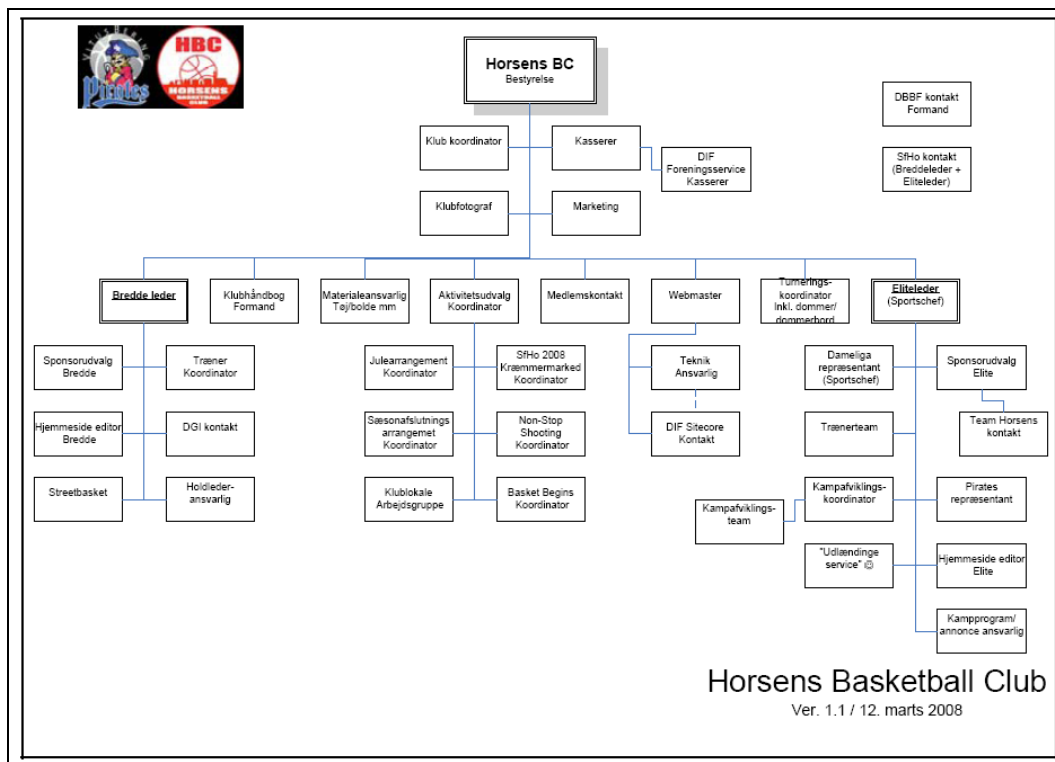 VITUS BERING
Pirates
HBC
HORSENS
BASKETBALL
CLUB
Horsens BC
Bestyrelse
DBBF kontakt
Formand
Klub koordinator
Kasserer
DIF
Foreningsservice
Kasserer
SfHo kontakt
(Breddeleder +
Eliteleder)
Klubfotograf
Marketing
Bredde leder
Klubhåndbog
Formand
Materialeansvarlig
Tøj/bolde mm
Aktivitetsudvalg
Koordinator
Medlemskontakt
Webmaster
Turnerings-
koordinator
Inkl. dommer/
dommerbord
Eliteleder
(Sportschef)
Sponsorudvalg
Bredde
Træner
Koordinator
Julearrangement
Koordinator
SfHo 2008
Kræmmermarked
Koordinator
Teknik
Ansvarlig
Dameliga
repræsentant
(Sportschef)
Sponsorudvalg
Elite
Hjemmeside editor
Bredde
DGI kontakt
Sæsonafslutnings
arrangemet
Koordinator
Non-Stop
Shooting
Koordinator
DIF Sitecore
Kontakt
Trænerteam
Team Horsens
kontakt
Streetbasket
Holdleder-
ansvarlig
Klublokale
Arbejdsgruppe
Basket Begins
Koordinator
Kampafviklings-
team
Kampafviklings-
koordinator
Pirates
repræsentant
"Udlændinge
service" ☺
Hjemmeside editor
Elite
Kampprogram/
annonce ansvarlig
Horsens Basketball Club
Ver. 1.1 / 12. marts 2008